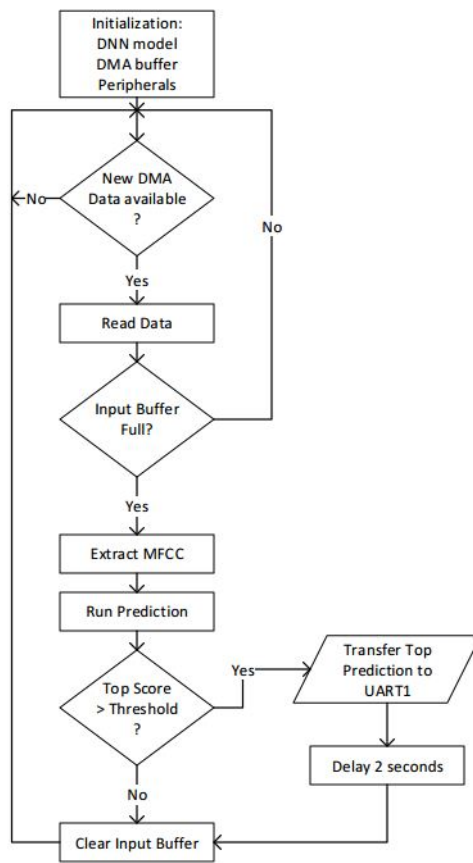 Initialization:
DNN model
DMA buffer
Peripherals
New DMA
Data available
?
No
No
Yes
Read Data
Input Buffer
Full?
Yes
Extract MFCC
Run Prediction
Top Score
> Threshold
?
Yes
Transfer Top
Prediction to
UART1
Delay 2 seconds
No
Clear Input Buffer